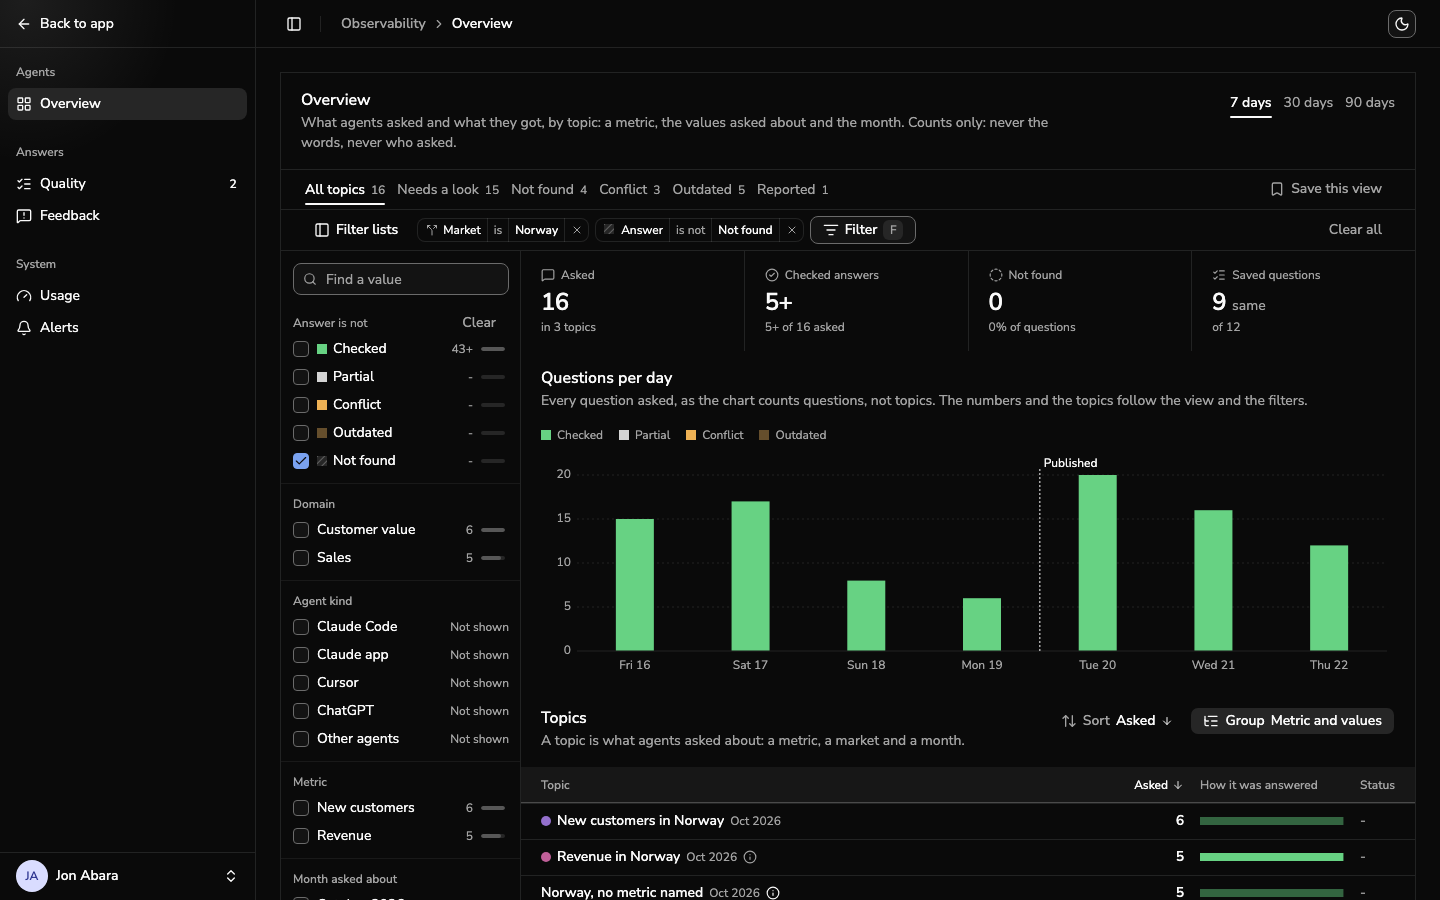 Back to app
Observability
Overview
Agents
Overview
Answers
Quality 2
Feedback
System
Usage
Alerts
JA Jon Abara
Overview
What agents asked and what they got, by topic: a metric, the values asked about and the month. Counts only: never the
words, never who asked.
7 days 30 days 90 days
All topics 16 Needs a look 15 Not found 4 Conflict 3 Outdated 5 Reported 1
Save this view
Filter lists
Market is Norway
Answer is not Not found
Filter F
Clear all
Find a value
Answer is not Clear
Checked 43+
Partial -
Conflict -
Outdated -
Not found -
Domain
Customer value 6
Sales 5
Agent kind
Claude Code Not shown
Claude app Not shown
Cursor Not shown
ChatGPT Not shown
Other agents Not shown
Metric
New customers 6
Revenue 5
Month asked about
Asked
16
in 3 topics
Checked answers
5+
5+ of 16 asked
Not found
0
0% of questions
Saved questions
9 same
of 12
Questions per day
Every question asked, as the chart counts questions, not topics. The numbers and the topics follow the view and the filters.
Checked Partial Conflict Outdated
Published
20
15
10
5
0
Fri 16 Sat 17 Sun 18 Mon 19 Tue 20 Wed 21 Thu 22
Topics
A topic is what agents asked about: a metric, a market and a month.
Sort Asked
Group Metric and values
Topic Asked How it was answered Status
New customers in Norway Oct 2026 6 -
Revenue in Norway Oct 2026 5 -
Norway, no metric named Oct 2026 5 -